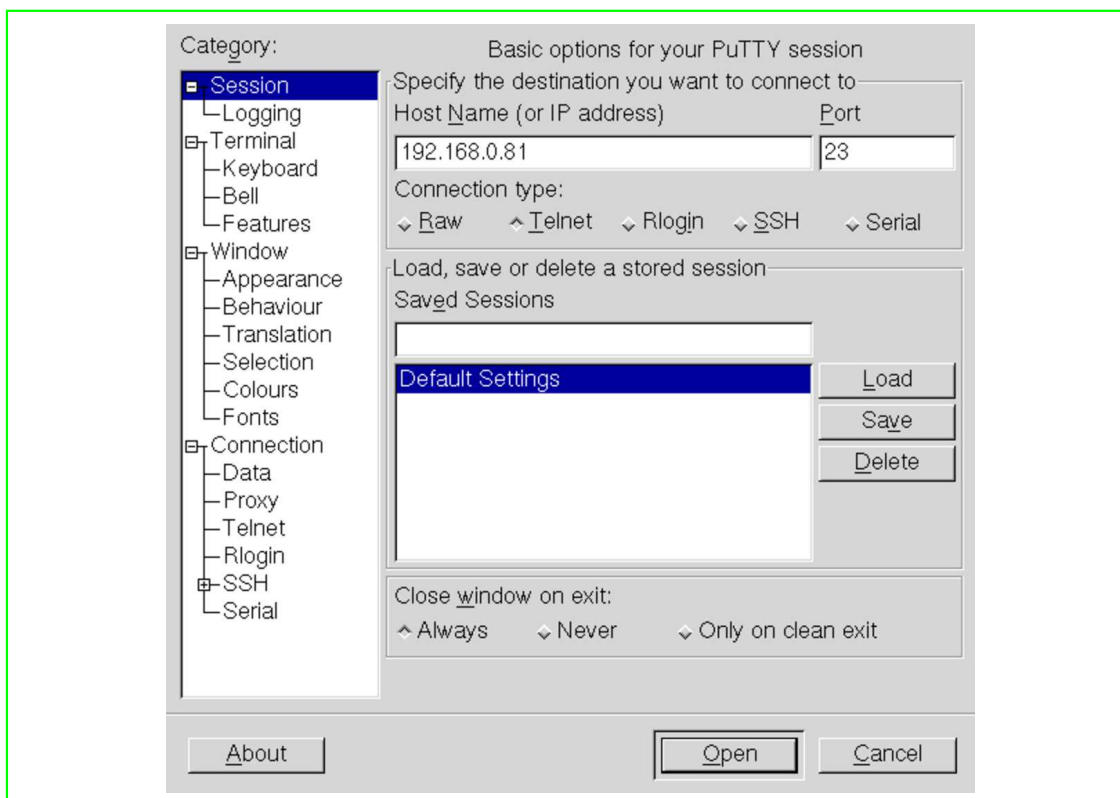 Category:
Session
Logging
Terminal
Keyboard
Bell
Features
Window
Appearance
Behaviour
Translation
Selection
Colours
Fonts
Connection
Data
Proxy
Telnet
Rlogin
SSH
Serial
Basic options for your PuTTY session
Specify the destination you want to connect to
Host Name (or IP address) Port
192.168.0.81 23
Connection type:
Raw Telnet Rlogin SSH Serial
Load, save or delete a stored session
Saved Sessions
Default Settings
Load
Save
Delete
Close window on exit:
Always Never Only on clean exit
About Open Cancel